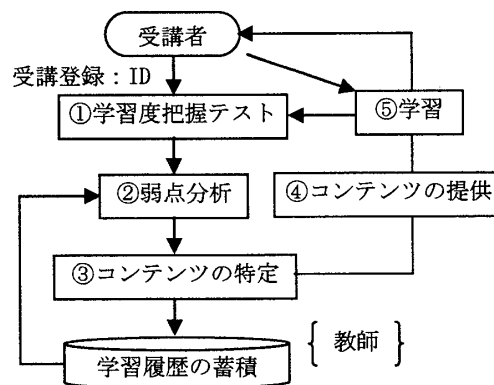 受講者
受講登録：ID
①学習度把握テスト
⑤学習
②弱点分析
④コンテンツの提供
③コンテンツの特定
{ 教師 }
学習履歴の蓄積